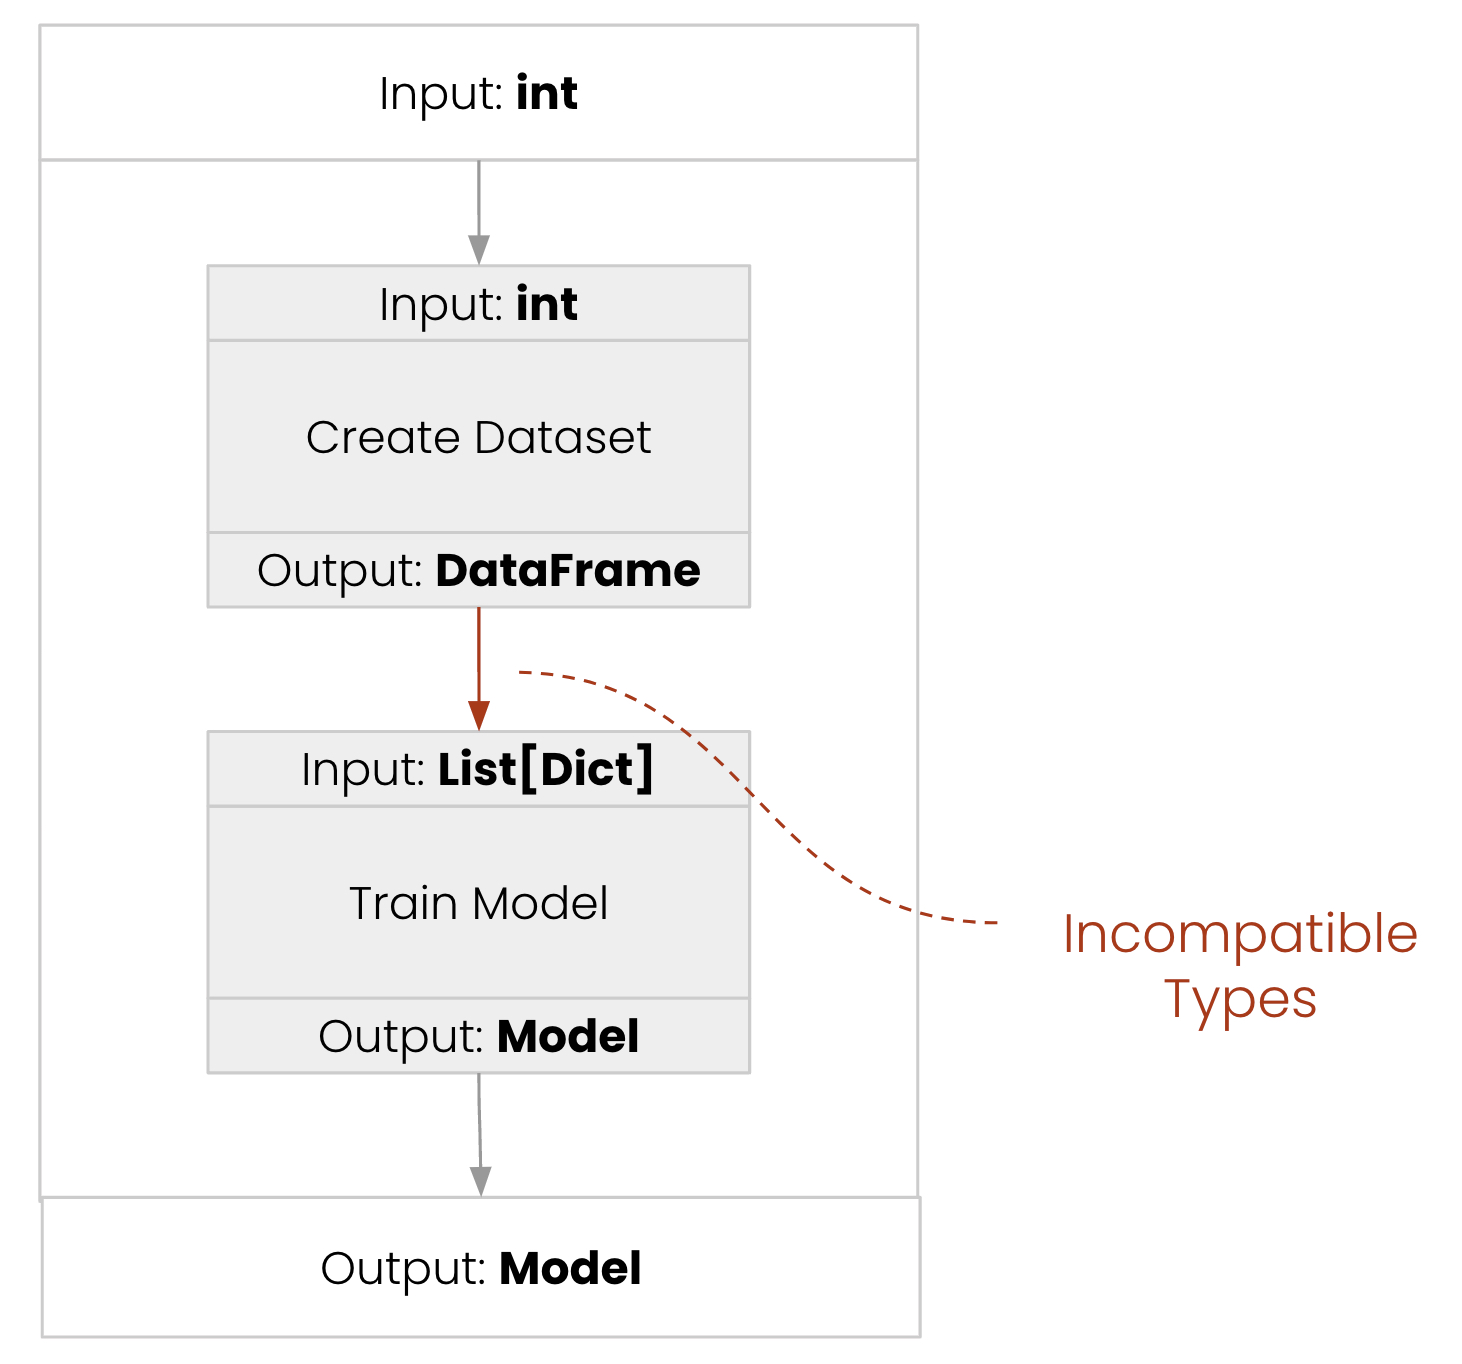 Input: int
Input: int
Create Dataset
Output: DataFrame
Input: List[Dict]
Train Model
Output: Model
Incompatible
Types
Output: Model